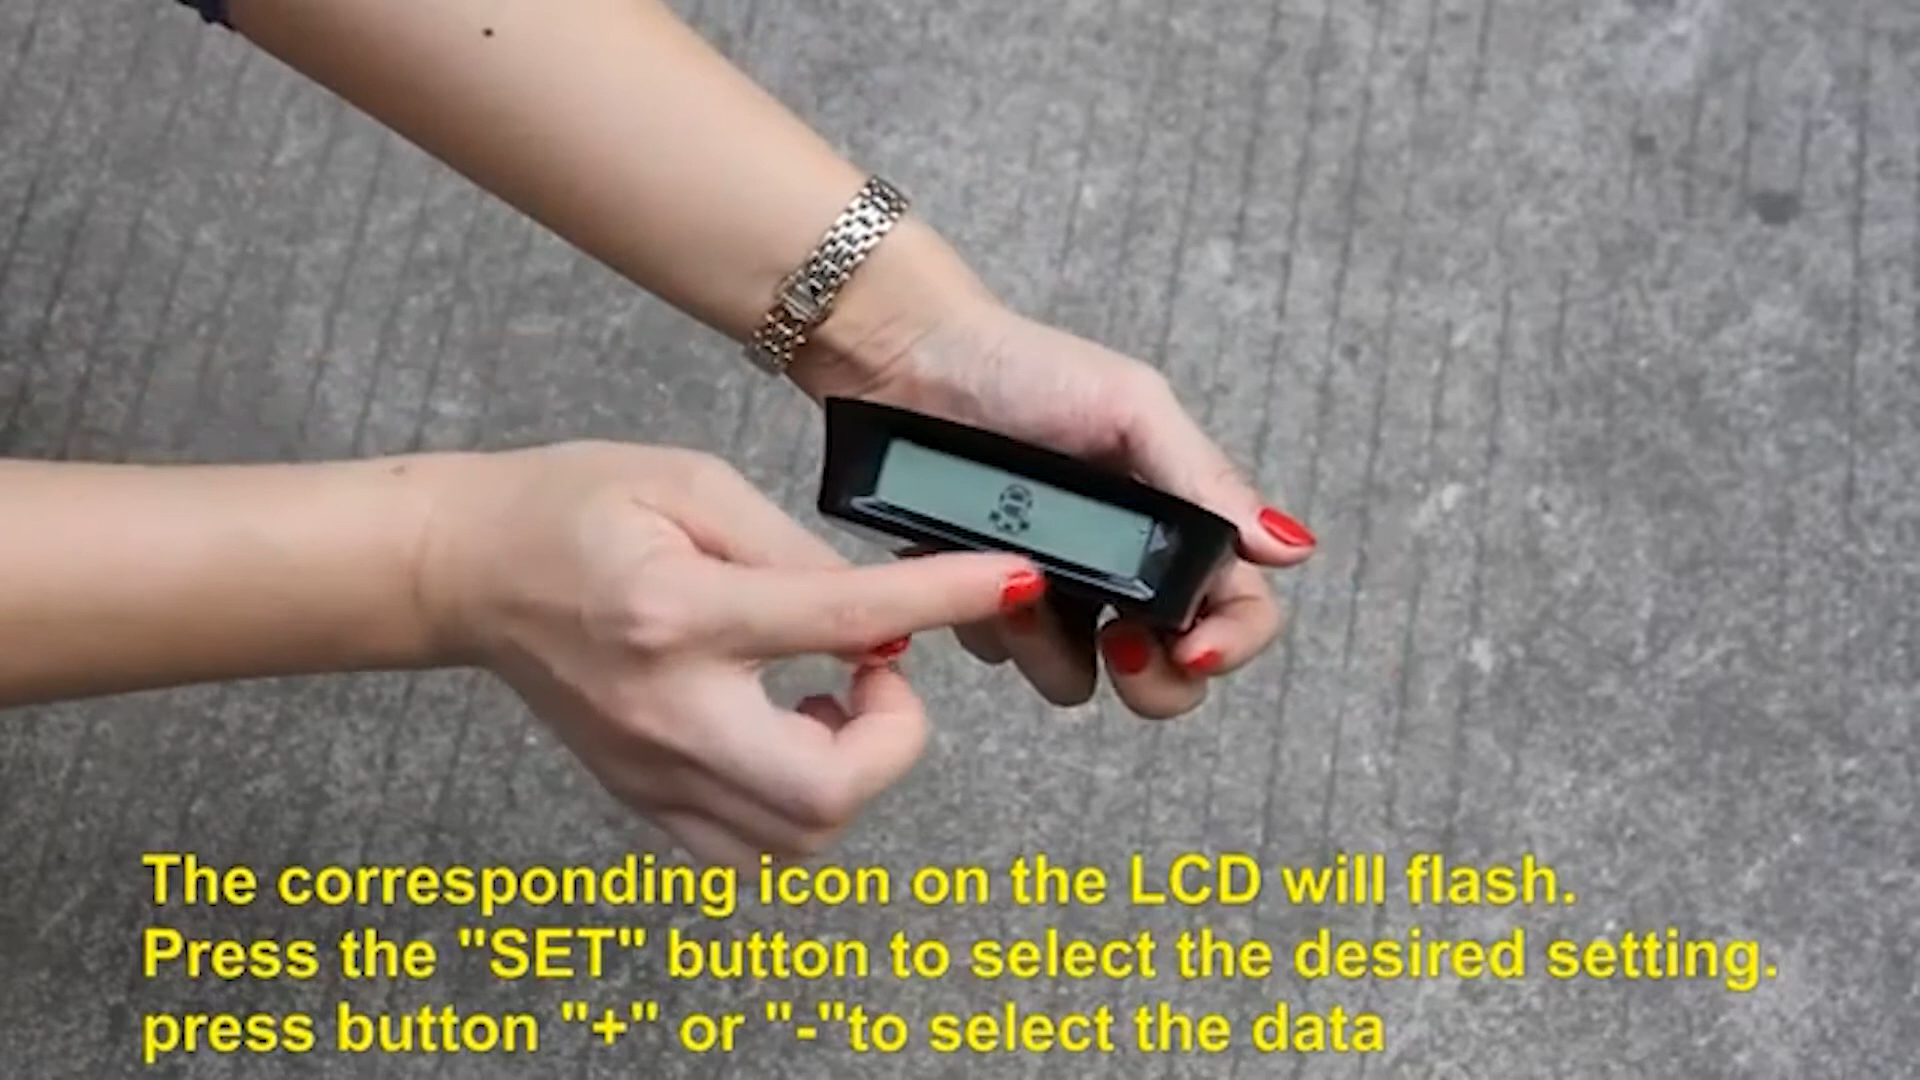 The corresponding icon on the LCD will flash.
Press the "SET" button to select the desired setting.
press button "+" or "-"to select the data